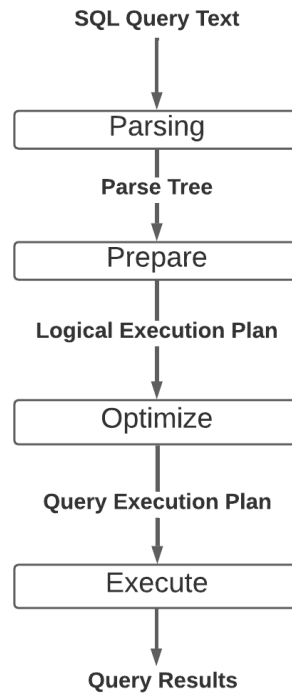 SQL Query Text
Parsing
Parse Tree
Prepare
Logical Execution Plan
Optimize
Query Execution Plan
Execute
Query Results